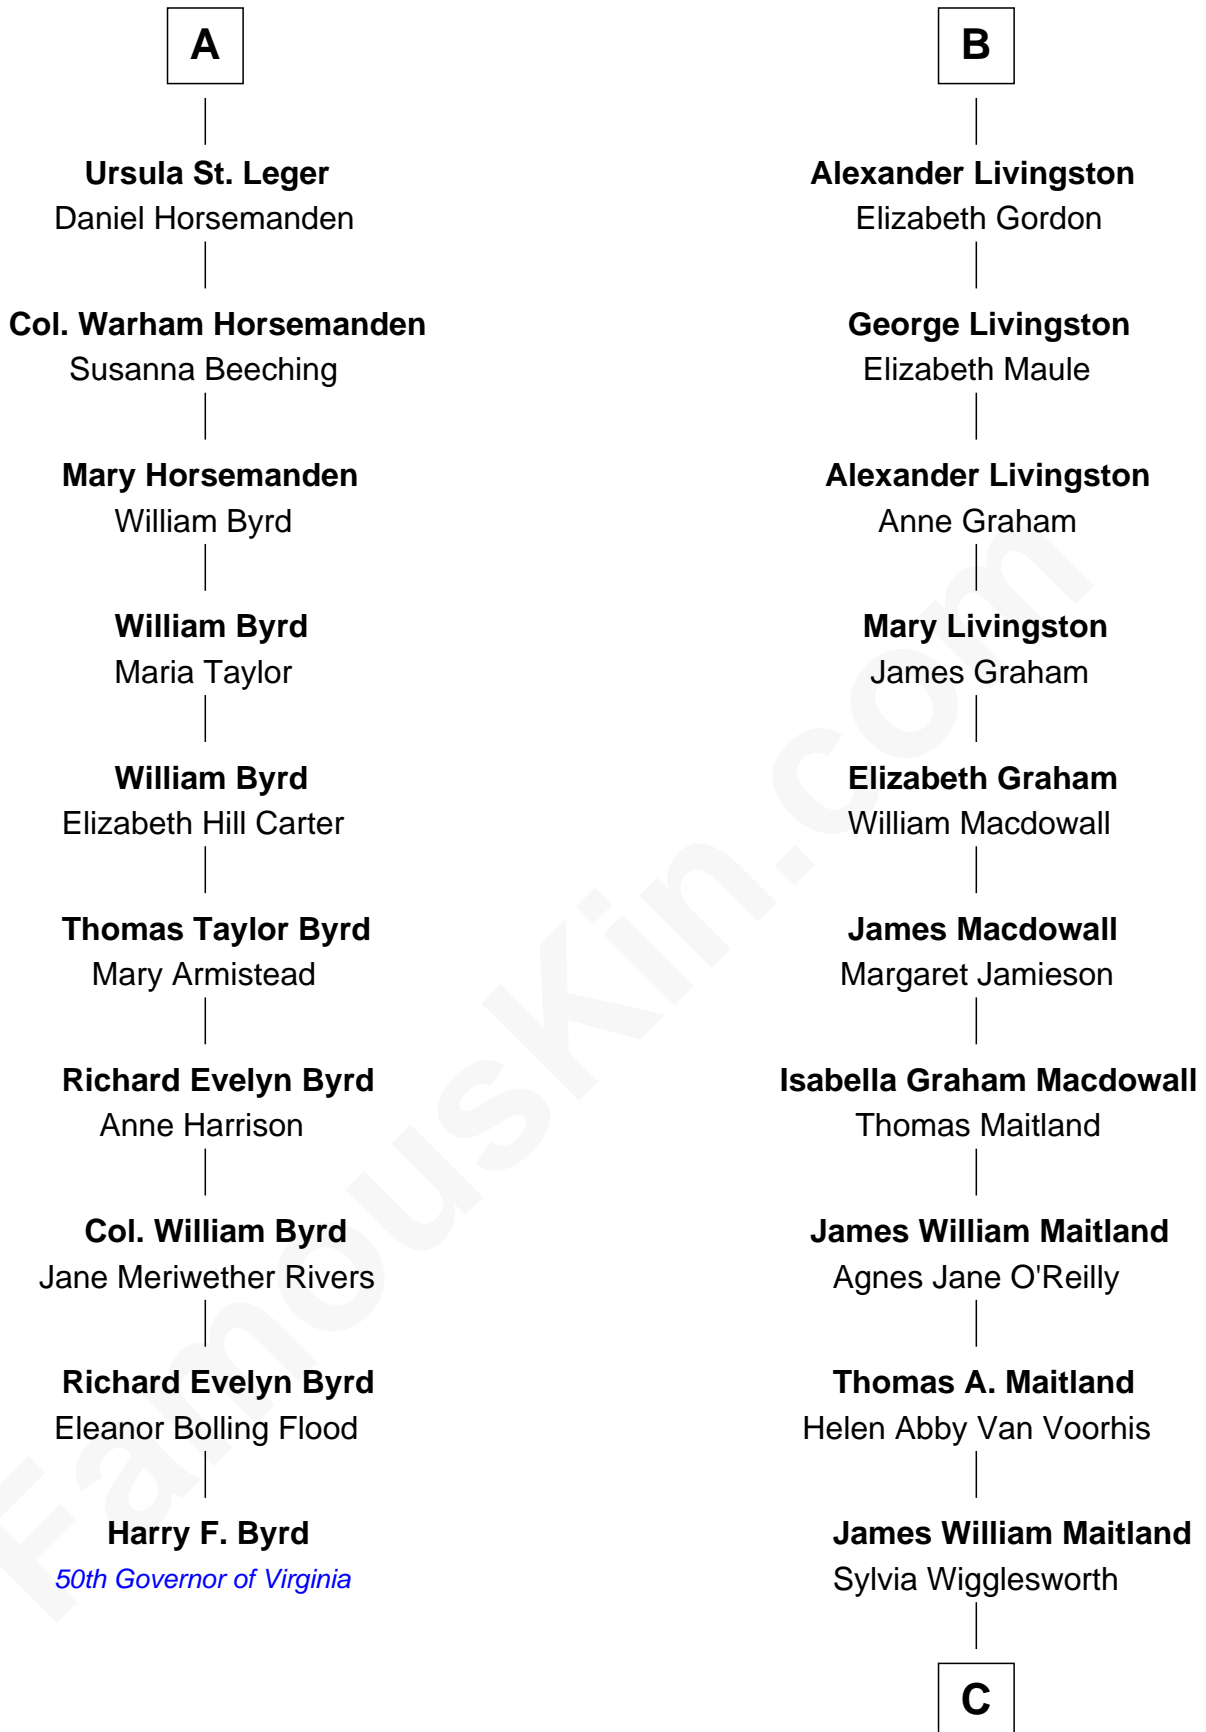 A
Ursula St. Leger
Daniel Horsemanden
Col. Warham Horsemanden
Susanna Beeching
Mary Horsemanden
William Byrd
William Byrd
Maria Taylor
William Byrd
Elizabeth Hill Carter
Thomas Taylor Byrd
Mary Armistead
Richard Evelyn Byrd
Anne Harrison
Col. William Byrd
Jane Meriwether Rivers
Richard Evelyn Byrd
Eleanor Bolling Flood
Harry F. Byrd
50th Governor of Virginia
B
Alexander Livingston
Elizabeth Gordon
George Livingston
Elizabeth Maule
Alexander Livingston
Anne Graham
Mary Livingston
James Graham
Elizabeth Graham
William Macdowall
James Macdowall
Margaret Jamieson
Isabella Graham Macdowall
Thomas Maitland
James William Maitland
Agnes Jane O'Reilly
Thomas A. Maitland
Helen Abby Van Voorhis
James William Maitland
Sylvia Wigglesworth
C
FamousKin.com